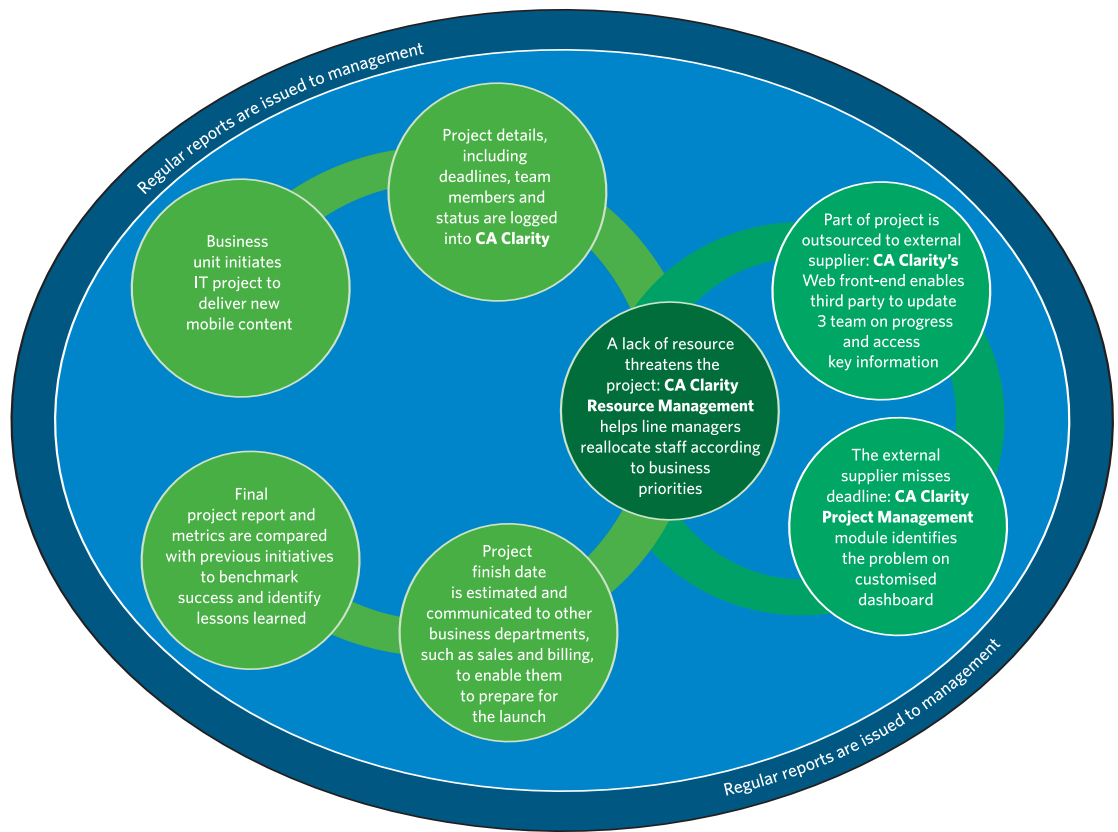 Regular reports are issued to management
Business
unit initiates
IT project to
deliver new
mobile content
Project details,
including
deadlines, team
members and
status are logged
into CA Clarity
A lack of resource
threatens the
project: CA Clarity
Resource Management
helps line managers
reallocate staff according
to business
priorities
Part of project is
outsourced to external
supplier: CA Clarity's
Web front-end enables
third party to update
3 team on progress
and access
key information
The external
supplier misses
deadline: CA Clarity
Project Management
module identifies
the problem on
customised
dashboard
Project
finish date
is estimated and
communicated to other
business departments,
such as sales and billing,
to enable them
to prepare for
the launch
Final
project report and
metrics are compared
with previous initiatives
to benchmark
success and identify
lessons learned
Regular reports are issued to management